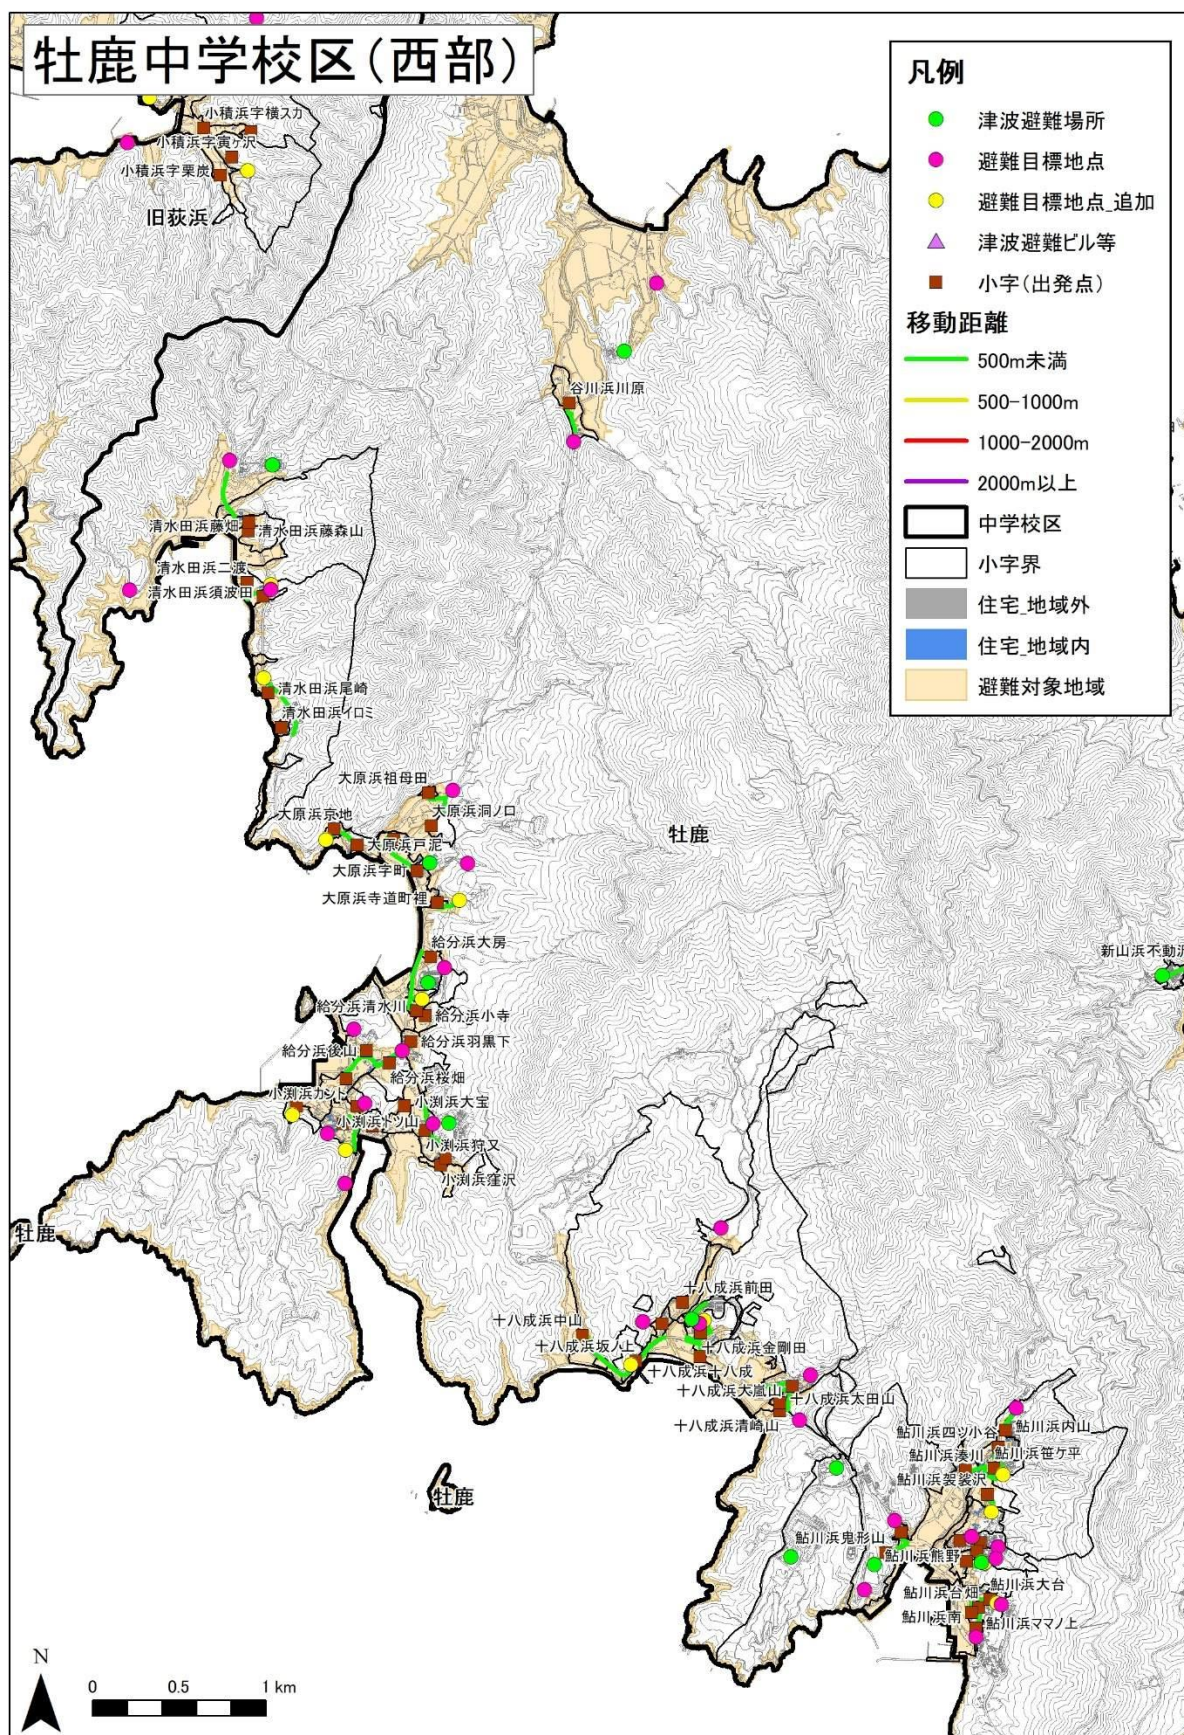 牡鹿中学校区（西部）
凡例
津波避難場所
避難目標地点
避難目標地点_追加
津波避難ビル等
小字（出発点）
移動距離
500m未満
500-1000m
1000-2000m
2000m以上
中学校区
小字界
住宅_地域外
住宅_地域内
避難対象地域
小積浜字横スカ
小積浜字寅ヶ沢
小積浜字栗炭
旧荻浜
谷川浜川原
清水田浜藤畑
清水田浜藤森山
清水田浜二渡
清水田浜須波田
清水田浜尾崎
清水田浜イロミ
大原浜祖母田
大原浜京地
大原浜洞ノ口
牡鹿
大原浜戸泥
大原浜字町
大原浜寺道町裡
給分浜大房
新山浜不動沢
給分浜清水川
給分浜小寺
給分浜羽黒下
給分浜後山
給分浜桜畑
小渕浜カント
小渕浜大宝
小渕浜トツ山
小渕浜狩又
小渕浜窪沢
牡鹿
十八成浜前田
十八成浜中山
十八成浜坂ノ上
十八成浜金剛田
十八成浜十八成
十八成浜大嵐山
十八成浜太田山
十八成浜清崎山
鮎川浜四ツ小谷
鮎川浜内山
鮎川浜湊川
鮎川浜笹ケ平
鮎川浜袈裟沢
牡鹿
鮎川浜鬼形山
鮎川浜熊野
鮎川浜台畑
鮎川浜大台
鮎川浜南
鮎川浜ママノ上
N
0 0.5 1 km